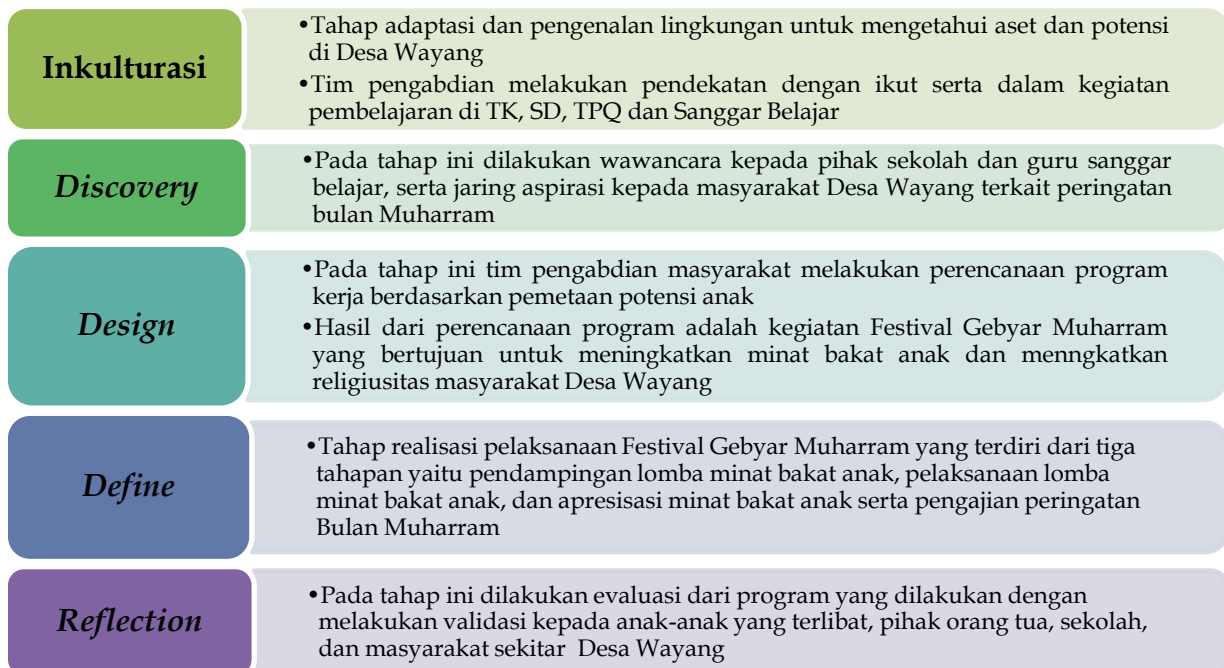 Inkulturasi
•Tahap adaptasi dan pengenalan lingkungan untuk mengetahui aset dan potensi
di Desa Wayang
•Tim pengabdian melakukan pendekatan dengan ikut serta dalam kegiatan
pembelajaran di TK, SD, TPQ dan Sanggar Belajar
Discovery
•Pada tahap ini dilakukan wawancara kepada pihak sekolah dan guru sanggar
belajar, serta jaring aspirasi kepada masyarakat Desa Wayang terkait peringatan
bulan Muharram
Design
•Pada tahap ini tim pengabdian masyarakat melakukan perencanaan program
kerja berdasarkan pemetaan potensi anak
•Hasil dari perencanaan program adalah kegiatan Festival Gebyar Muharram
yang bertujuan untuk meningkatkan minat bakat anak dan menngkatkan
religiusitas masyarakat Desa Wayang
Define
•Tahap realisasi pelaksanaan Festival Gebyar Muharram yang terdiri dari tiga
tahapan yaitu pendampingan lomba minat bakat anak, pelaksanaan lomba
minat bakat anak, dan apresisasi minat bakat anak serta pengajian peringatan
Bulan Muharram
Reflection
•Pada tahap ini dilakukan evaluasi dari program yang dilakukan dengan
melakukan validasi kepada anak-anak yang terlibat, pihak orang tua, sekolah,
dan masyarakat sekitar Desa Wayang